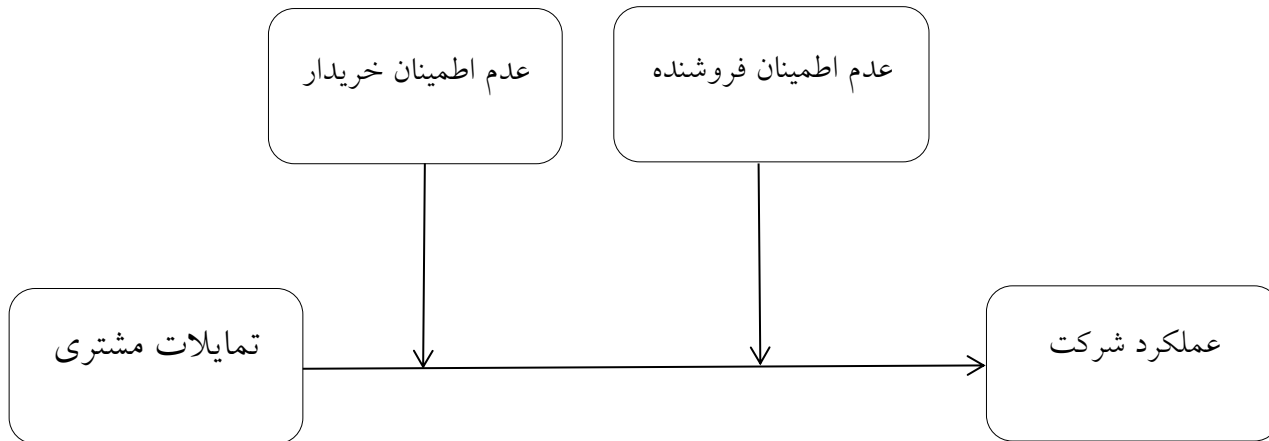 عدم اطمینان فروشنده
عدم اطمینان خریدار
عملکرد شرکت
تمایلات مشتری